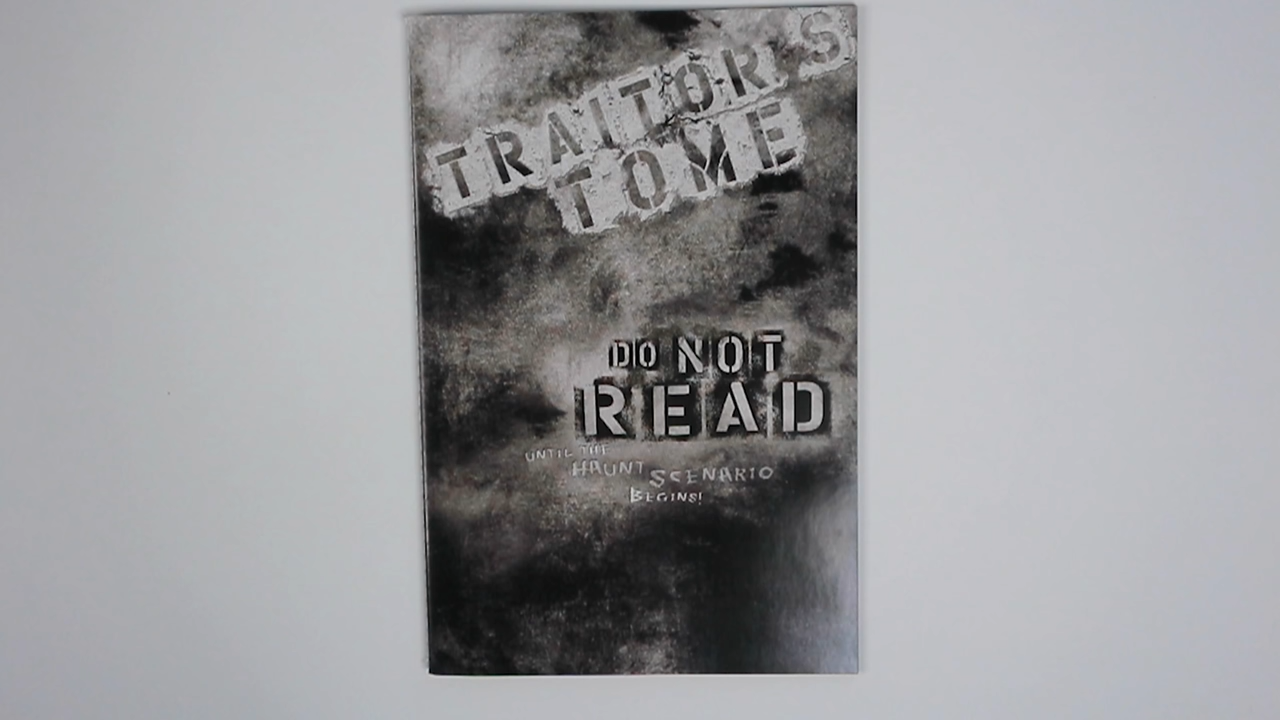 TRAITOR'S
TOME
DO NOT
READ
UNTIL THE
HAUNT SCENARIO
BEGINS!